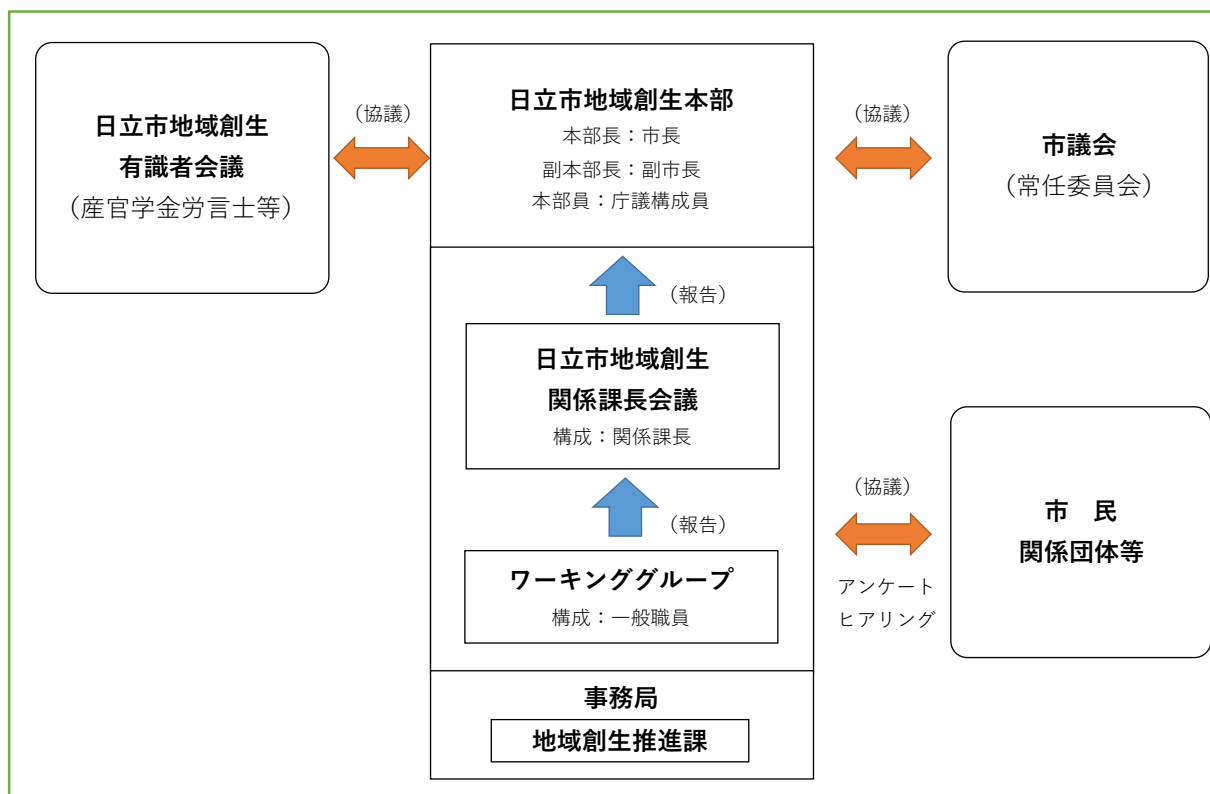 日立市地域創生
有識者会議
（産官学金労言士等）
（協議）
日立市地域創生本部
本部長：市長
副本部長：副市長
本部員：庁議構成員
（協議）
市議会
（常任委員会）
（報告）
日立市地域創生
関係課長会議
構成：関係課長
（報告）
ワーキンググループ
構成：一般職員
（協議）
アンケート
ヒアリング
市　民
関係団体等
事務局
地域創生推進課